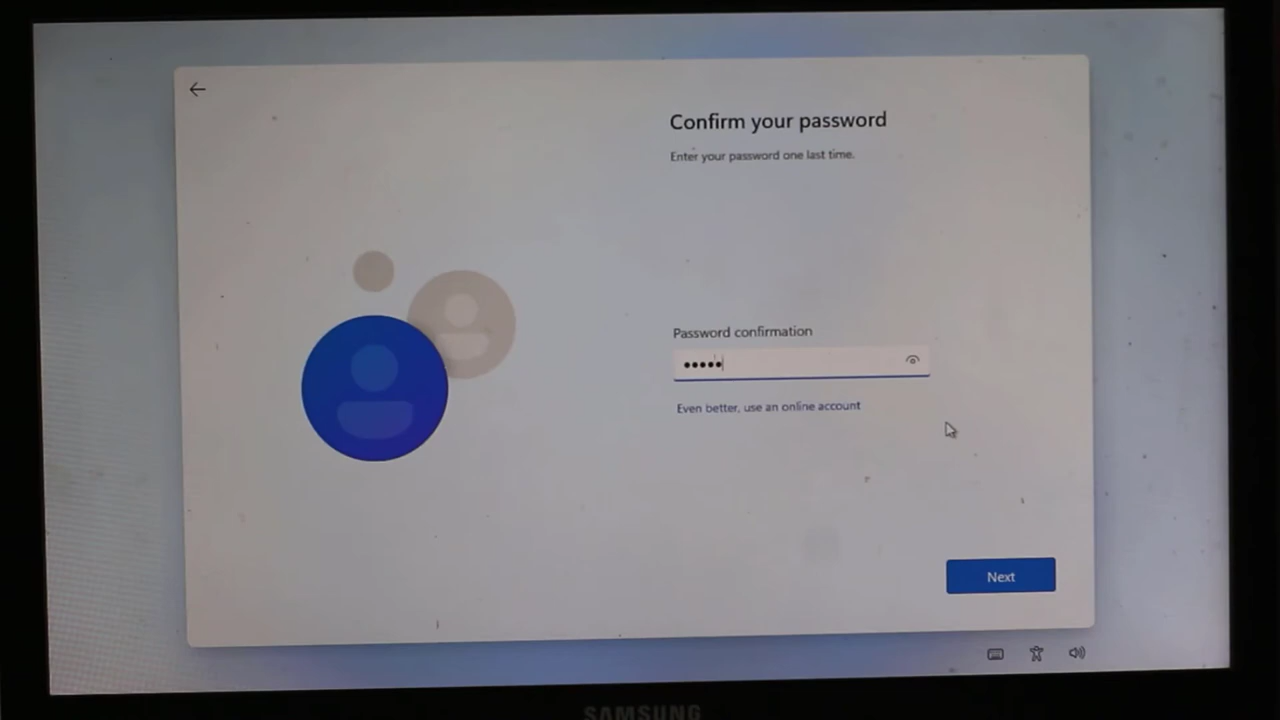 Confirm your password
Enter your password one last time.
Password confirmation
•••••
Even better, use an online account
Next
SAMSUNG